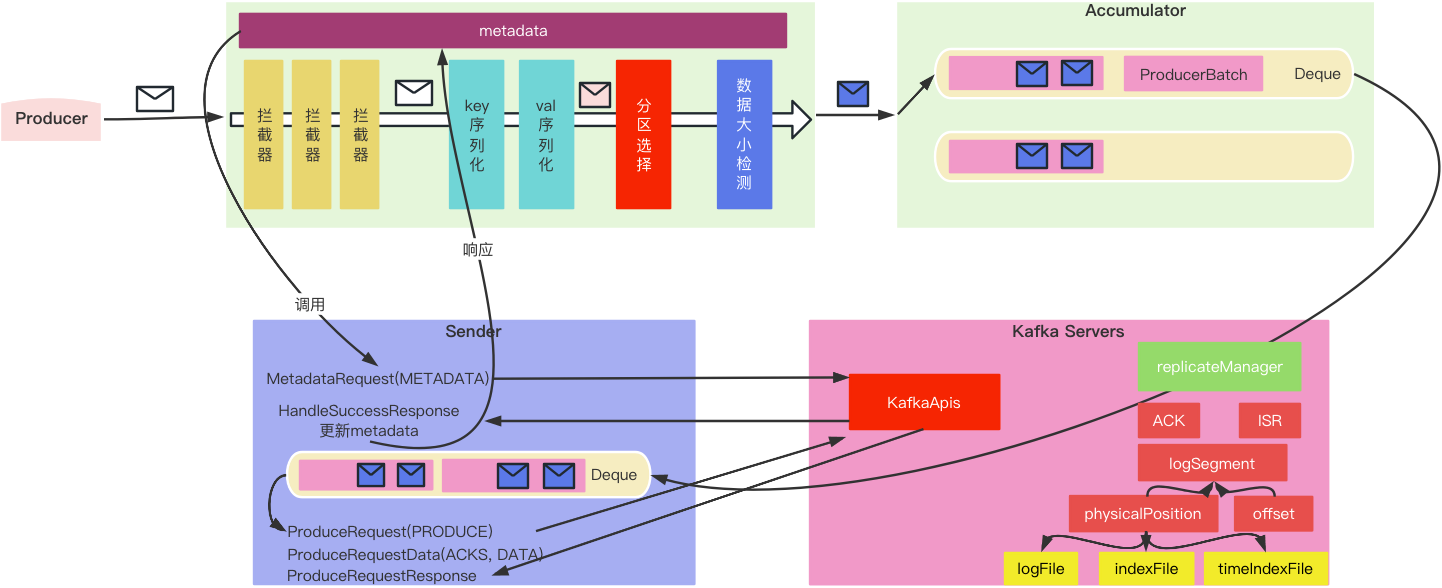 metadata
Producer
拦截器
拦截器
拦截器
key序列化
val序列化
分区选择
数据大小检测
Accumulator
ProducerBatch
Deque
响应
调用
Sender
MetadataRequest(METADATA)
HandleSuccessResponse
更新metadata
Deque
ProduceRequest(PRODUCE)
ProduceRequestData(ACKS, DATA)
ProduceRequestResponse
Kafka Servers
replicateManager
KafkaApis
ACK
ISR
logSegment
physicalPosition
offset
logFile
indexFile
timeIndexFile